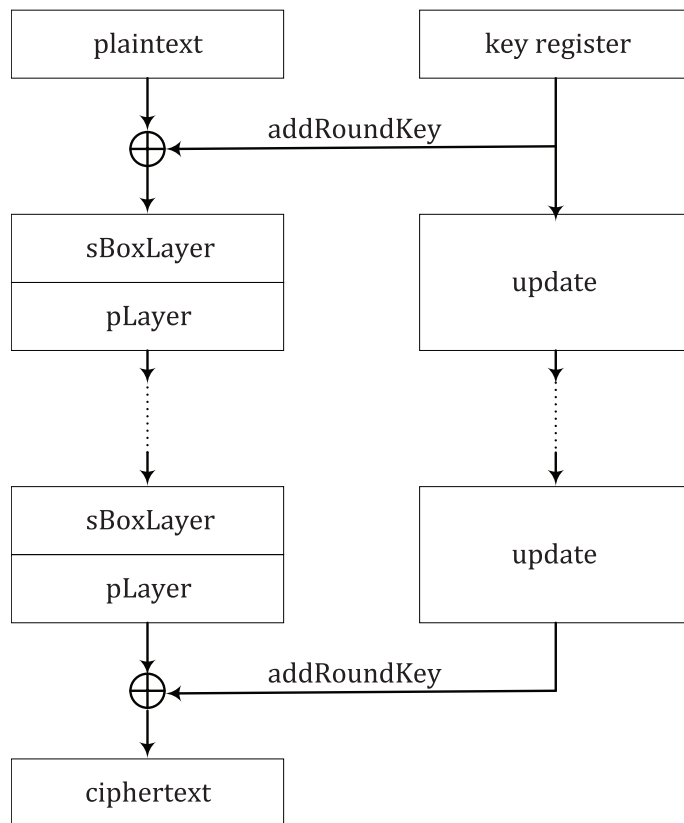 plaintext
key register
addRoundKey
sBoxLayer
pLayer
update
sBoxLayer
pLayer
update
addRoundKey
ciphertext